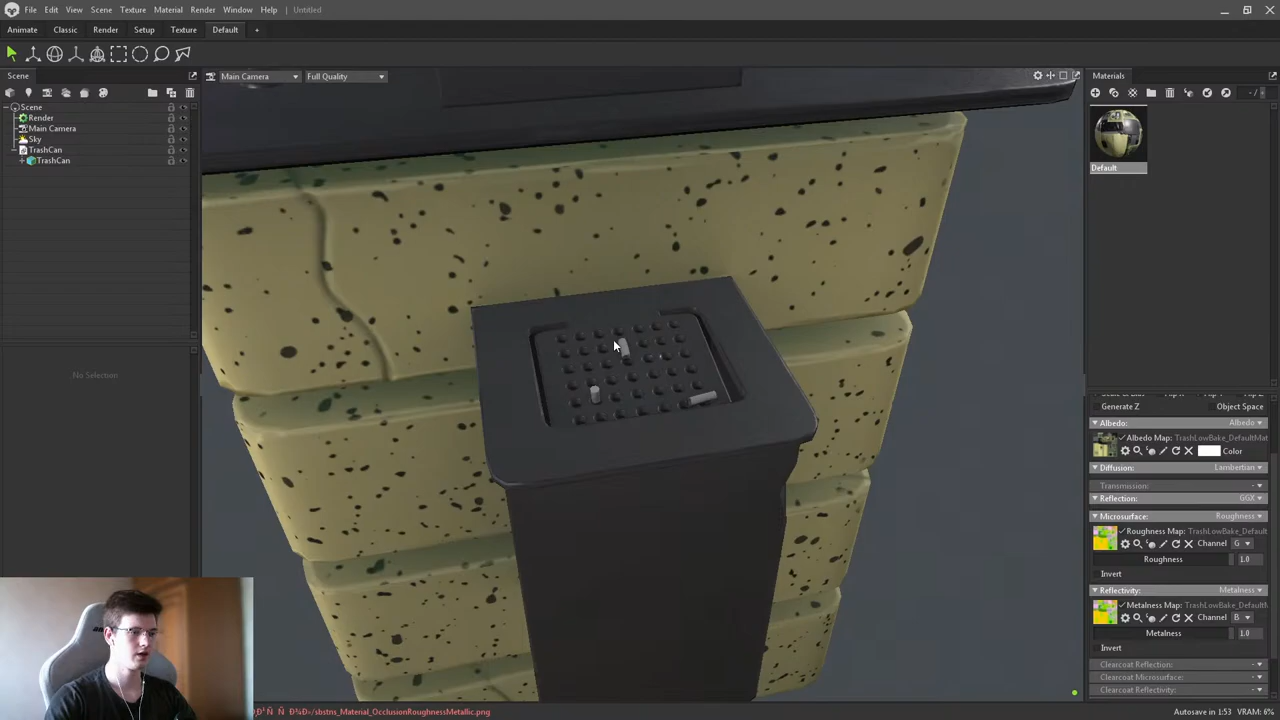 File Edit View Scene Texture Material Render Window Help Untitled
Animate Classic Render Setup Texture Default +
Scene
Main Camera Full Quality
Materials
Scene
Render
Main Camera
Sky
TrashCan
TrashCan
Default
No Selection
Generate Z Object Space
Albedo: Albedo
Albedo Map: TrashLowBake_DefaultMat
Color
Diffusion: Lambertian
Transmission:
Reflection: GGX
Microsurface: Roughness
Roughness Map: TrashLowBake_Default
Channel G
Roughness 1.0
Invert
Reflectivity: Metalness
Metalness Map: TrashLowBake_Default
Channel B
Metalness 1.0
Invert
Clearcoat Reflection:
Clearcoat Microsurface:
Clearcoat Reflectivity:
/sbstns_Material_OcclusionRoughnessMetallic.png
Autosave in 1:53 VRAM: 6%